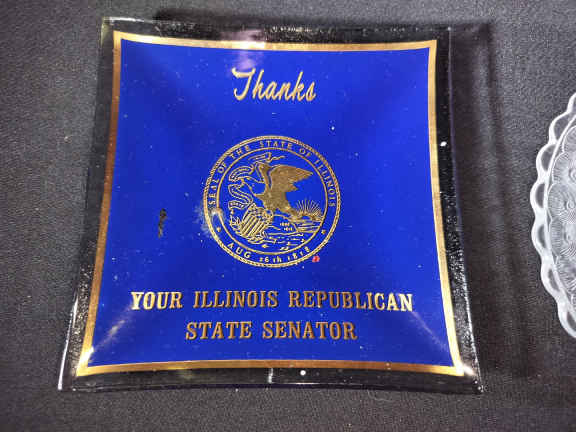 Thanks
SEAL OF THE STATE OF ILLINOIS
AUG. 26th 1818
YOUR ILLINOIS REPUBLICAN
STATE SENATOR